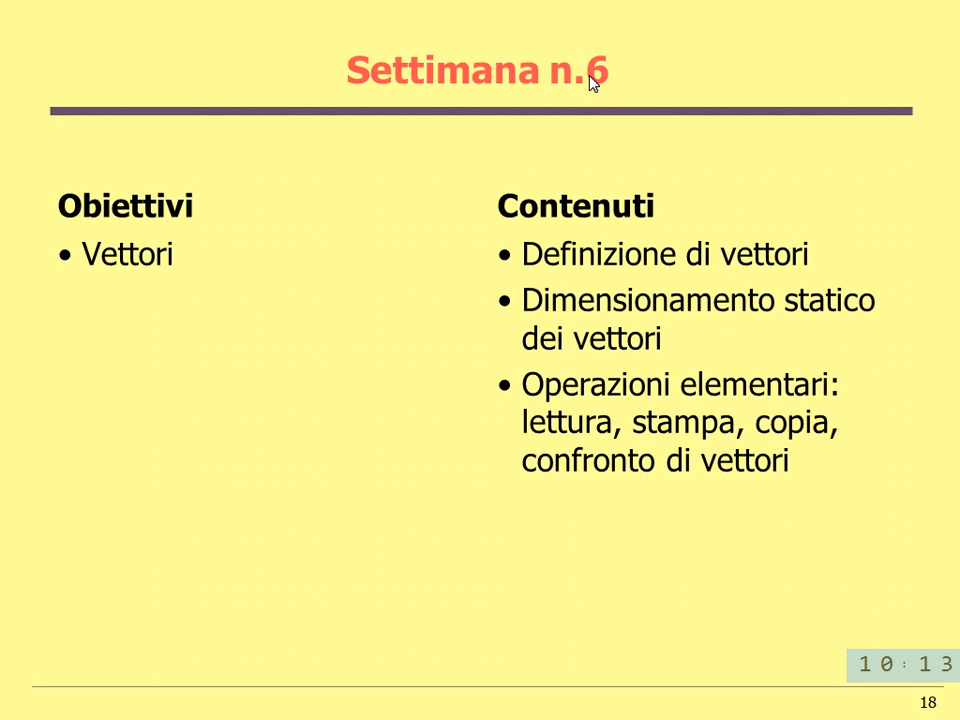 Settimana n.6
Obiettivi
• Vettori
Contenuti
• Definizione di vettori
• Dimensionamento statico
dei vettori
• Operazioni elementari:
lettura, stampa, copia,
confronto di vettori
10:13
18